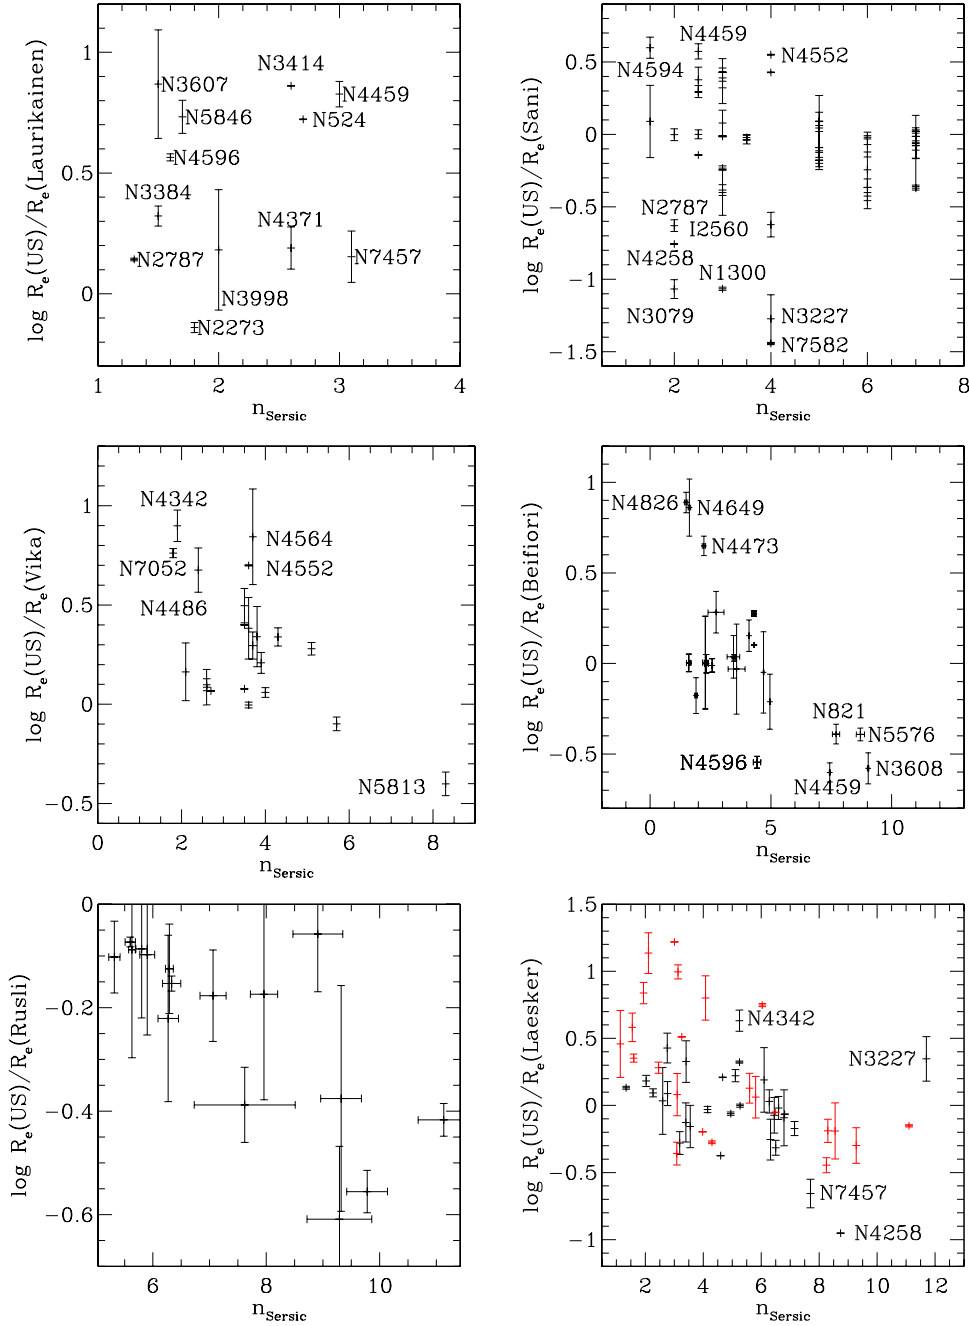 log R_e(US)/R_e(Laurikainen)
1
0.5
0
N3607
N3414
N4459
N5846
N524
N4596
N3384
N4371
N2787
N7457
N3998
N2273
1 2 3 4
n_Sersic
log R_e(US)/R_e(Sani)
0.5
0
−0.5
−1
−1.5
N4459
N4552
N4594
N2787
I2560
N4258
N1300
N3079
N3227
N7582
2 4 6 8
n_Sersic
log R_e(US)/R_e(Vika)
1
0.5
0
−0.5
N4342
N4564
N7052
N4552
N4486
N5813
0 2 4 6 8
n_Sersic
log R_e(US)/R_e(Beifiori)
1
0.5
0
−0.5
N4826
N4649
N4473
N821
N5576
N4596
N3608
N4459
0 5 10
n_Sersic
log R_e(US)/R_e(Rusli)
0
−0.2
−0.4
−0.6
6 8 10
n_Sersic
log R_e(US)/R_e(Laesker)
1.5
1
0.5
0
−0.5
−1
N4342
N3227
N7457
N4258
2 4 6 8 10 12
n_Sersic